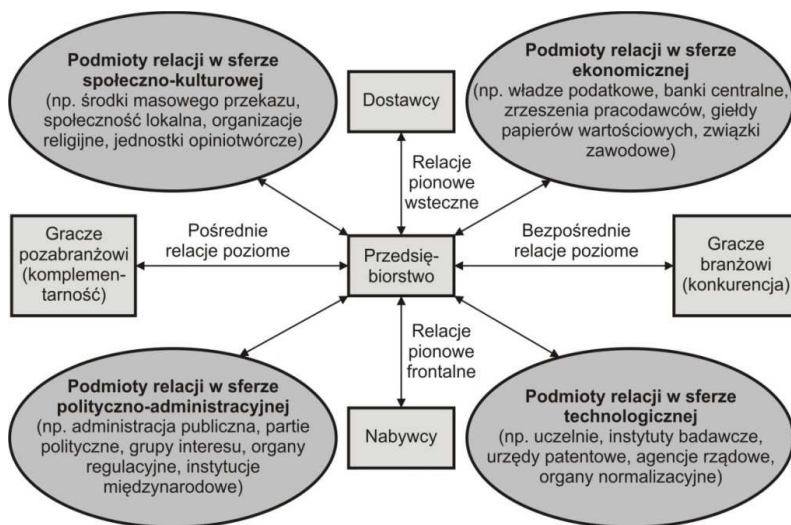 Podmioty relacji w sferze
społeczno-kulturowej
(np. środki masowego przekazu,
społeczność lokalna, organizacje
religijne, jednostki opiniotwórcze)
Dostawcy
Podmioty relacji w sferze
ekonomicznej
(np. władze podatkowe, banki centralne,
zrzeszenia pracodawców, giełdy
papierów wartościowych, związki
zawodowe)
Relacje
pionowe
wsteczne
Gracze
pozabranżowi
(komplemen-
tarność)
Pośrednie
relacje poziome
Przedsię-
biorstwo
Bezpośrednie
relacje poziome
Gracze
branżowi
(konkurencja)
Relacje
pionowe
frontalne
Podmioty relacji w sferze
polityczno-administracyjnej
(np. administracja publiczna, partie
polityczne, grupy interesu, organy
regulacyjne, instytucje
międzynarodowe)
Nabywcy
Podmioty relacji w sferze
technologicznej
(np. uczelnie, instytuty badawcze,
urzędy patentowe, agencje rządowe,
organy normalizacyjne)